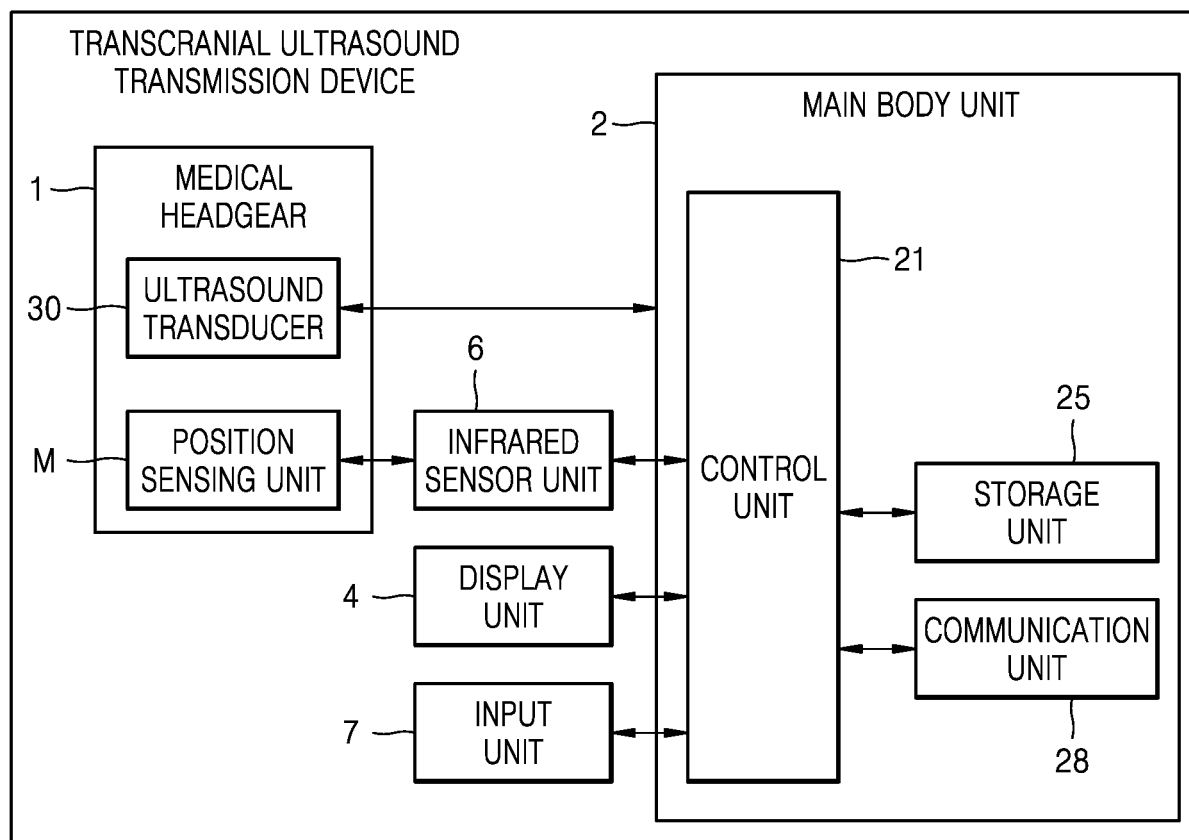 TRANSCRANIAL ULTRASOUND
TRANSMISSION DEVICE
MAIN BODY UNIT
2
1
MEDICAL
HEADGEAR
21
30
ULTRASOUND
TRANSDUCER
6
25
M
POSITION
SENSING UNIT
INFRARED
SENSOR UNIT
CONTROL
UNIT
STORAGE
UNIT
4
DISPLAY
UNIT
COMMUNICATION
UNIT
7
INPUT
UNIT
28